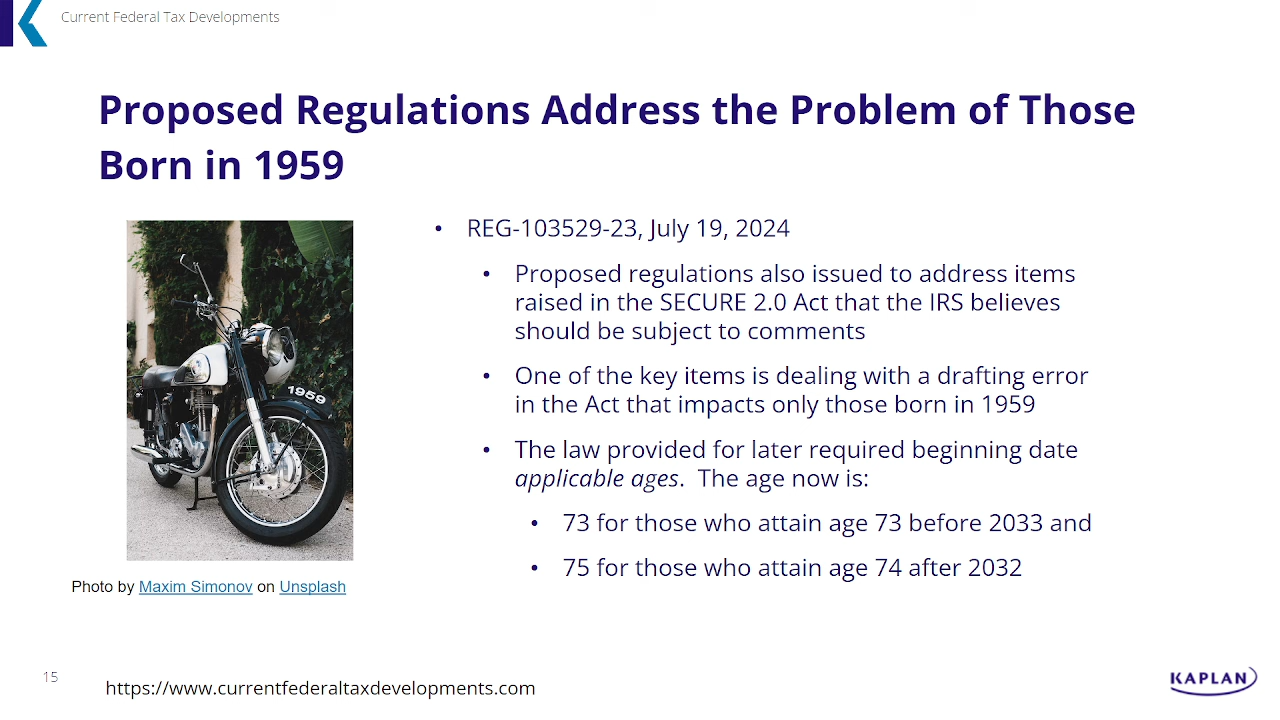 Current Federal Tax Developments
Proposed Regulations Address the Problem of Those
Born in 1959
• REG-103529-23, July 19, 2024
• Proposed regulations also issued to address items
raised in the SECURE 2.0 Act that the IRS believes
should be subject to comments
• One of the key items is dealing with a drafting error
in the Act that impacts only those born in 1959
• The law provided for later required beginning date
applicable ages. The age now is:
• 73 for those who attain age 73 before 2033 and
• 75 for those who attain age 74 after 2032
1959
Photo by Maxim Simonov on Unsplash
15
https://www.currentfederaltaxdevelopments.com
KAPLAN